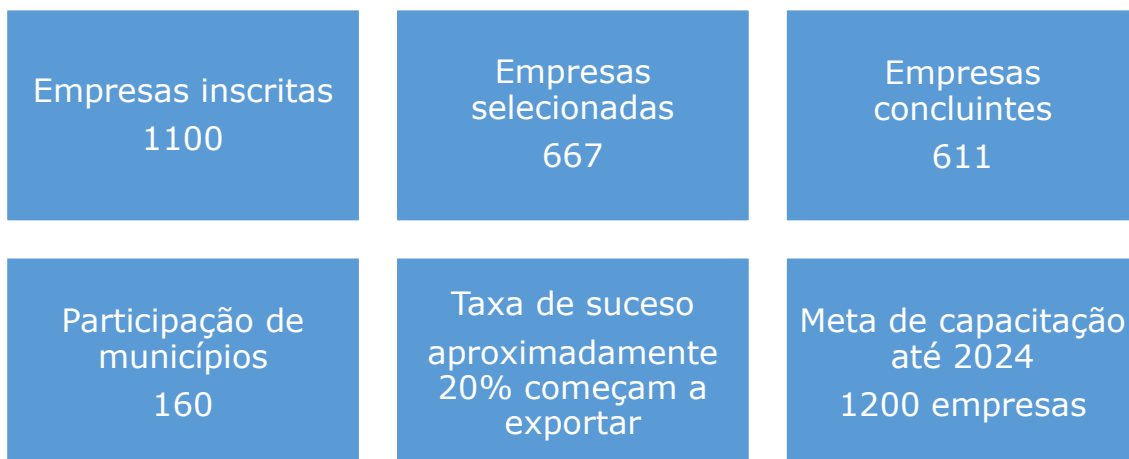 Empresas inscritas
1100
Empresas
selecionadas
667
Empresas
concluintes
611
Participação de
municípios
160
Taxa de suceso
aproximadamente
20% começam a
exportar
Meta de capacitação
até 2024
1200 empresas